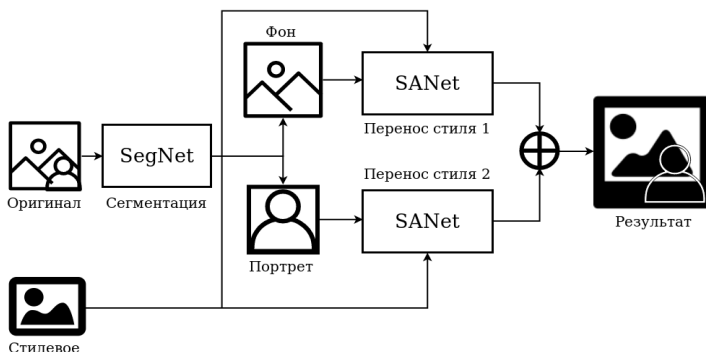 Фон
SANet
Перенос стиля 1
SegNet
Оригинал
Сегментация
Перенос стиля 2
SANet
Портрет
Результат
Стилевое